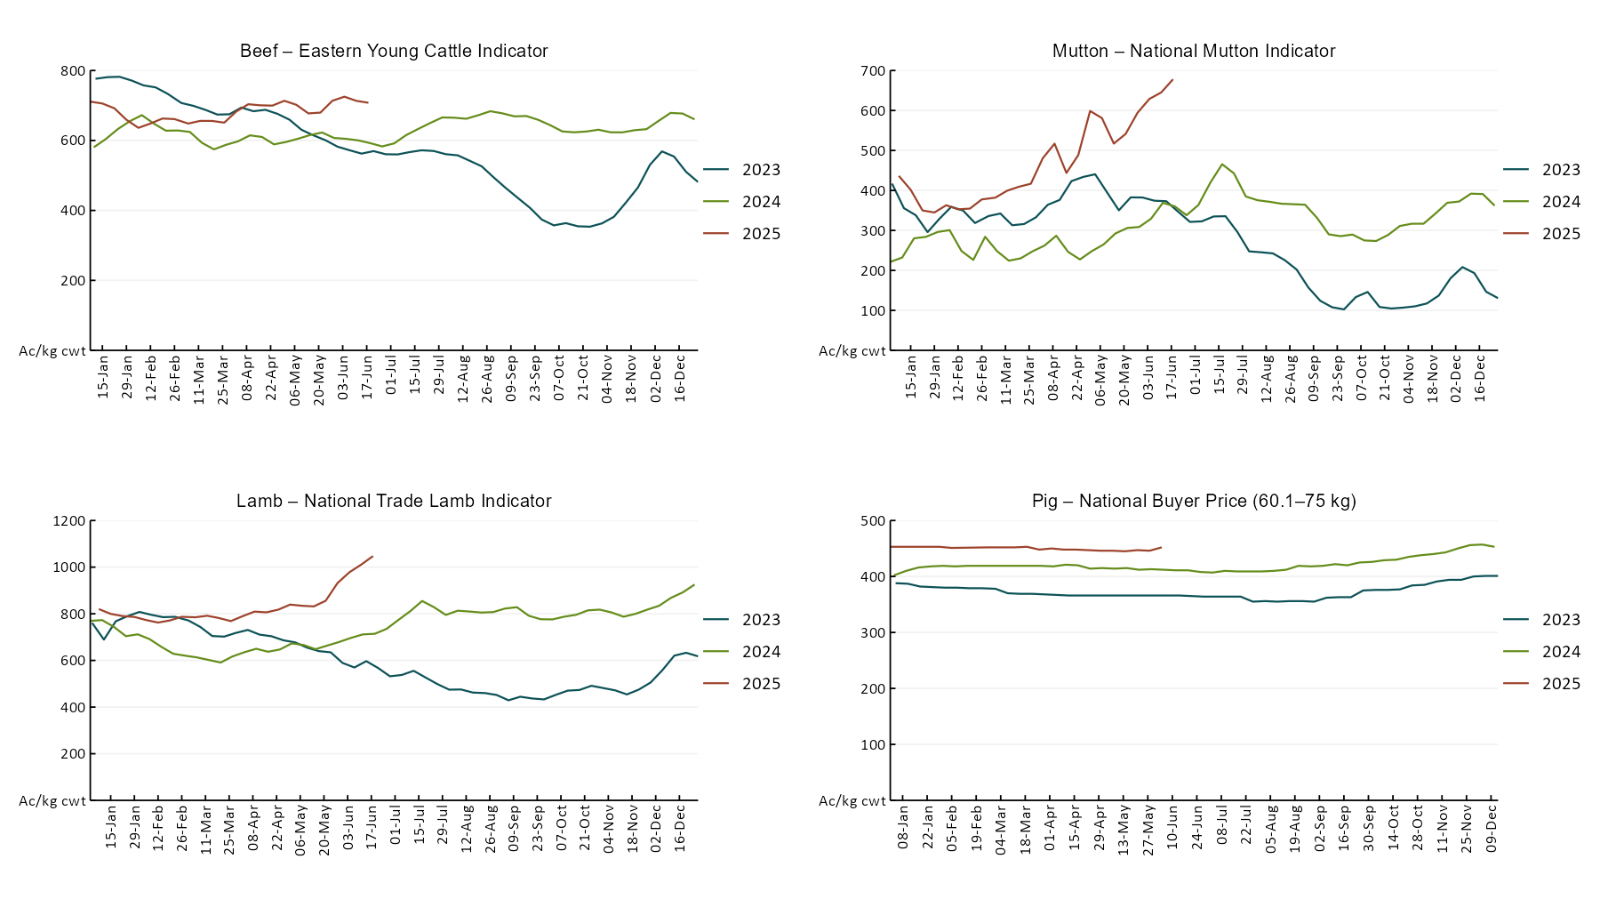 Beef – Eastern Young Cattle Indicator
800
600
400
200
Ac/kg cwt
15-Jan
29-Jan
12-Feb
26-Feb
11-Mar
25-Mar
08-Apr
22-Apr
06-May
20-May
03-Jun
17-Jun
01-Jul
15-Jul
29-Jul
12-Aug
26-Aug
09-Sep
23-Sep
07-Oct
21-Oct
04-Nov
18-Nov
02-Dec
16-Dec
2023
2024
2025
Mutton – National Mutton Indicator
700
600
500
400
300
200
100
Ac/kg cwt
15-Jan
29-Jan
12-Feb
26-Feb
11-Mar
25-Mar
08-Apr
22-Apr
06-May
20-May
03-Jun
17-Jun
01-Jul
15-Jul
29-Jul
12-Aug
26-Aug
09-Sep
23-Sep
07-Oct
21-Oct
04-Nov
18-Nov
02-Dec
16-Dec
2023
2024
2025
Lamb – National Trade Lamb Indicator
1200
1000
800
600
400
200
Ac/kg cwt
15-Jan
29-Jan
12-Feb
26-Feb
11-Mar
25-Mar
08-Apr
22-Apr
06-May
20-May
03-Jun
17-Jun
01-Jul
15-Jul
29-Jul
12-Aug
26-Aug
09-Sep
23-Sep
07-Oct
21-Oct
04-Nov
18-Nov
02-Dec
16-Dec
2023
2024
2025
Pig – National Buyer Price (60.1–75 kg)
500
400
300
200
100
Ac/kg cwt
08-Jan
22-Jan
05-Feb
19-Feb
04-Mar
18-Mar
01-Apr
15-Apr
29-Apr
13-May
27-May
10-Jun
24-Jun
08-Jul
22-Jul
05-Aug
19-Aug
02-Sep
16-Sep
30-Sep
14-Oct
28-Oct
11-Nov
25-Nov
09-Dec
2023
2024
2025